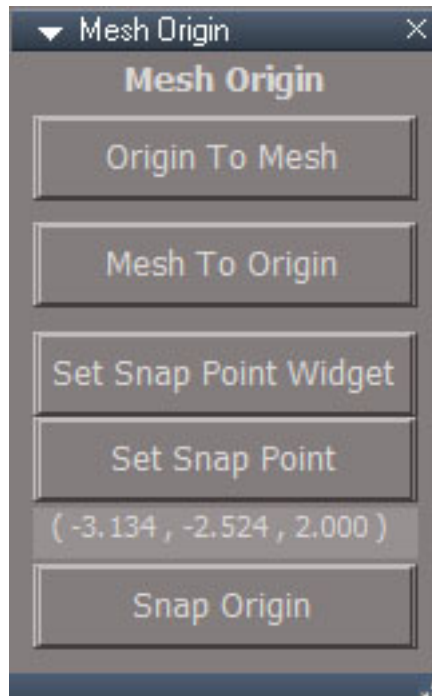 Mesh Origin
Mesh Origin
Origin To Mesh
Mesh To Origin
Set Snap Point Widget
Set Snap Point
( -3.134 , -2.524 , 2.000 )
Snap Origin